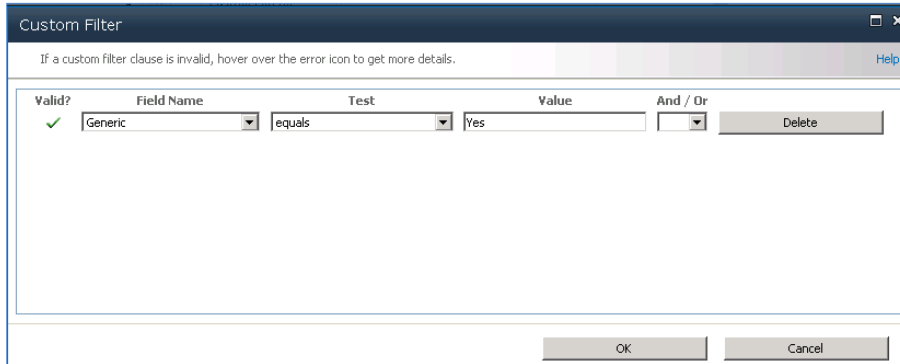 Custom Filter
If a custom filter clause is invalid, hover over the error icon to get more details.
Help
Valid? Field Name Test Value And / Or
Generic equals Yes Delete
OK Cancel